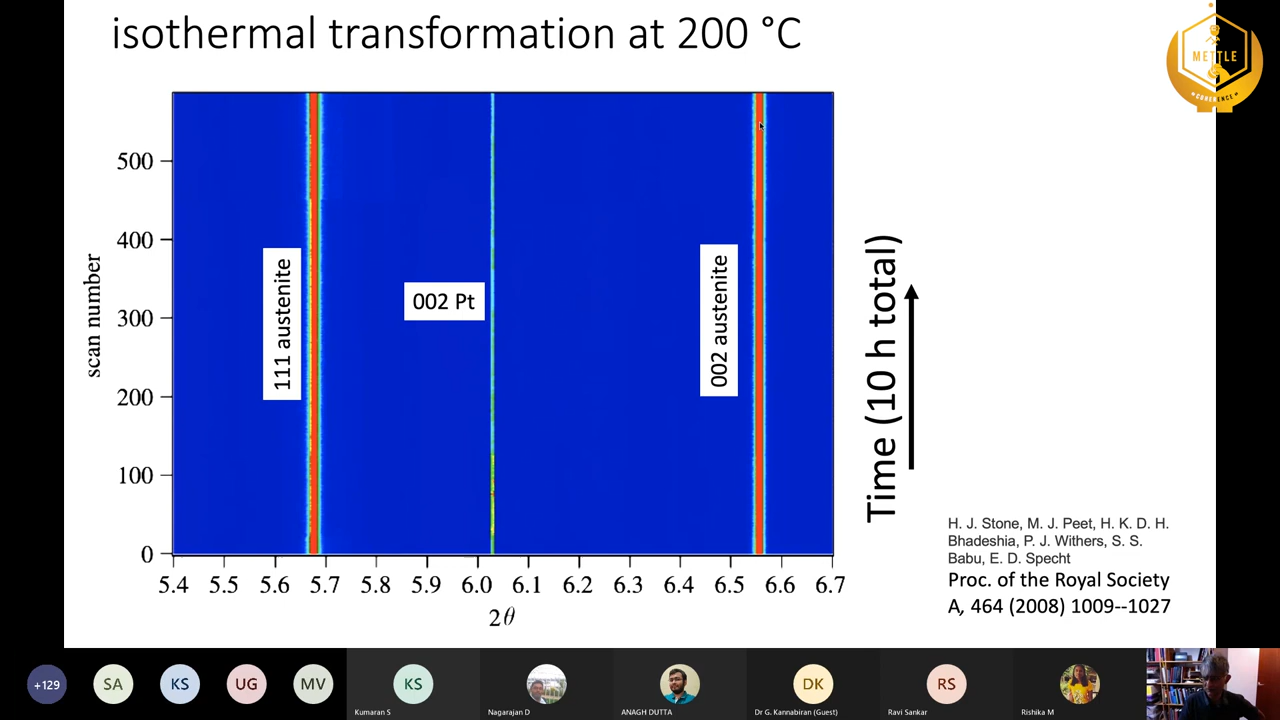 isothermal transformation at 200 °C
METTLE
COHERENCE
500
400
300
200
100
0
scan number
111 austenite
002 Pt
002 austenite
5.4 5.5 5.6 5.7 5.8 5.9 6.0 6.1 6.2 6.3 6.4 6.5 6.6 6.7
2θ
Time (10 h total)
H. J. Stone, M. J. Peet, H. K. D. H.
Bhadeshia, P. J. Withers, S. S.
Babu, E. D. Specht
Proc. of the Royal Society
A, 464 (2008) 1009--1027
+129
SA
KS
UG
MV
KS
Kumaran S
Nagarajan D
ANAGH DUTTA
DK
Dr G. Kannabiran (Guest)
RS
Ravi Sankar
Rishika M